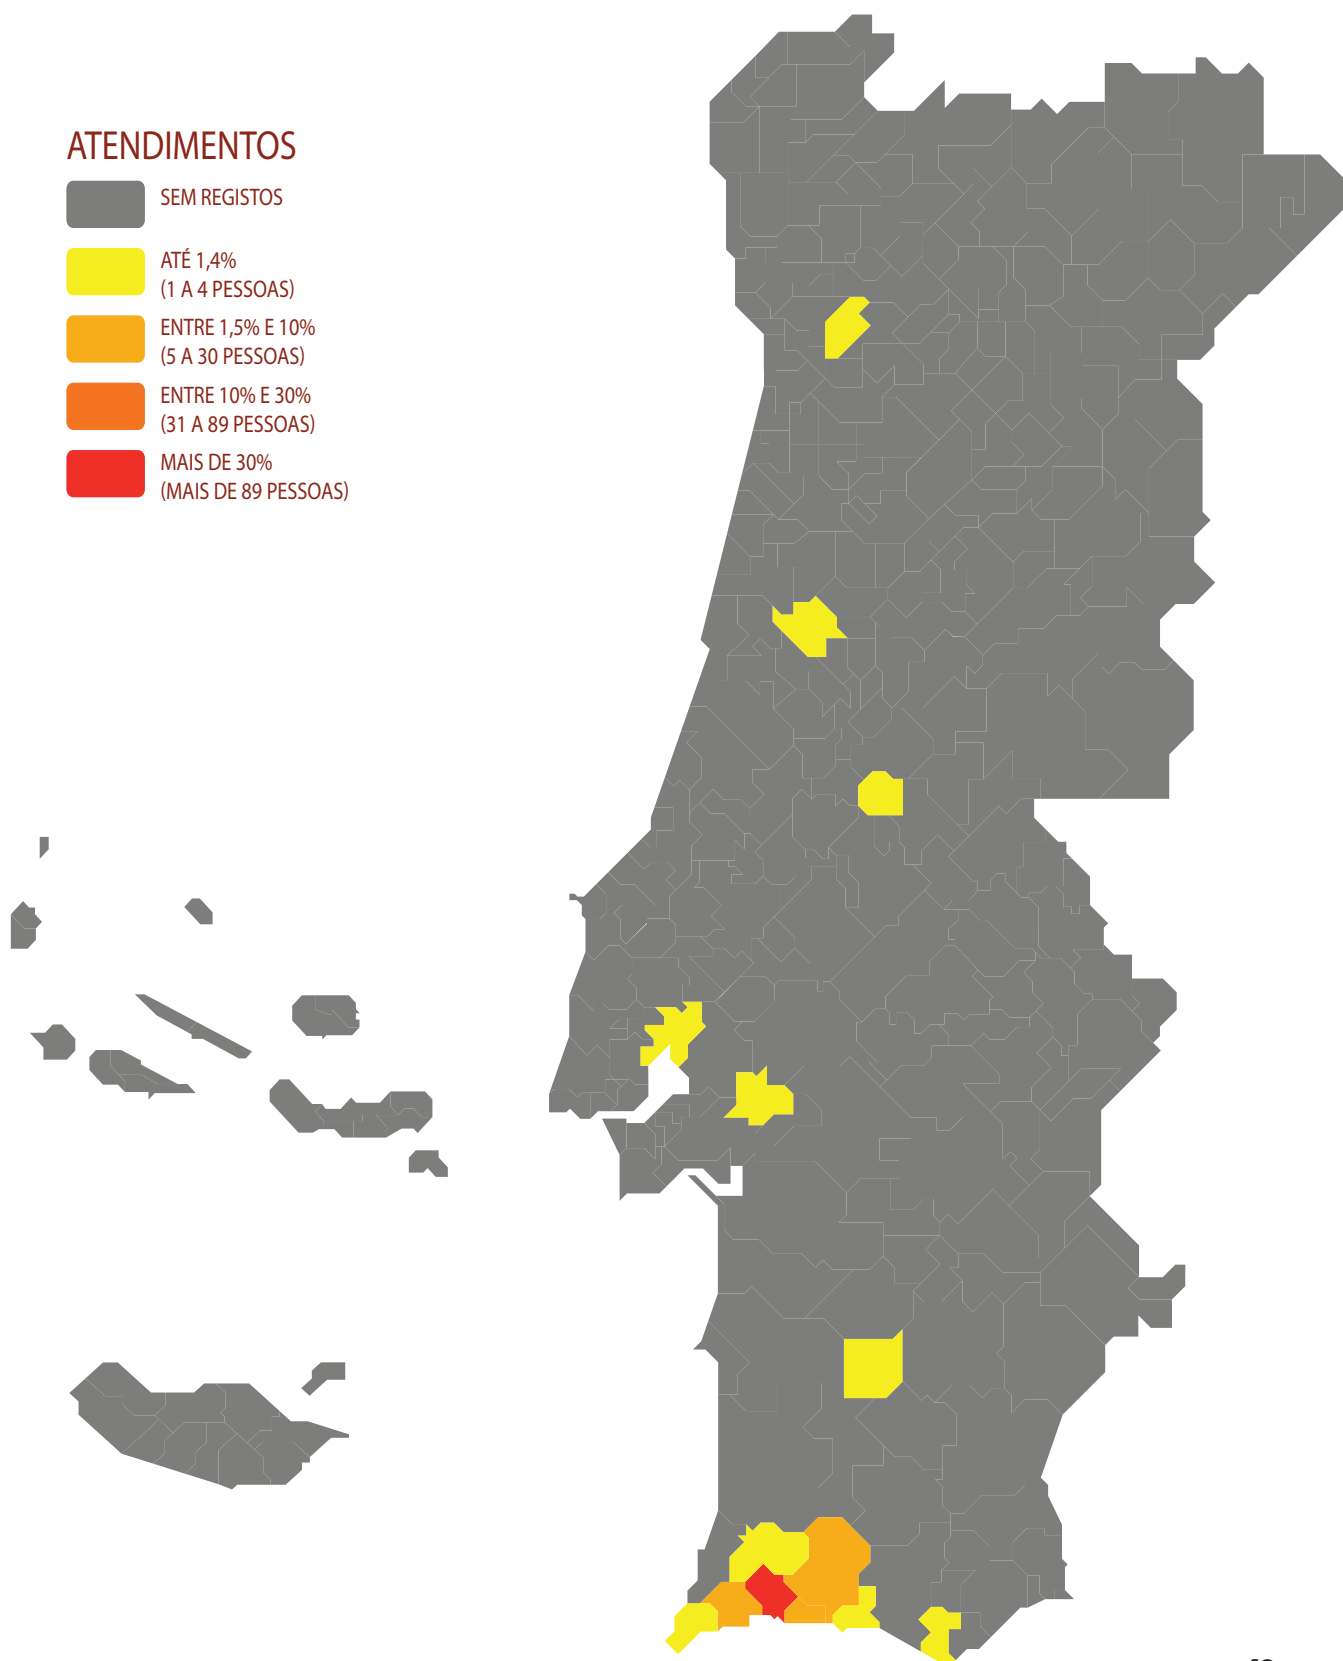 ATENDIMENTOS
SEM REGISTOS
ATÉ 1,4%
(1 A 4 PESSOAS)
ENTRE 1,5% E 10%
(5 A 30 PESSOAS)
ENTRE 10% E 30%
(31 A 89 PESSOAS)
MAIS DE 30%
(MAIS DE 89 PESSOAS)